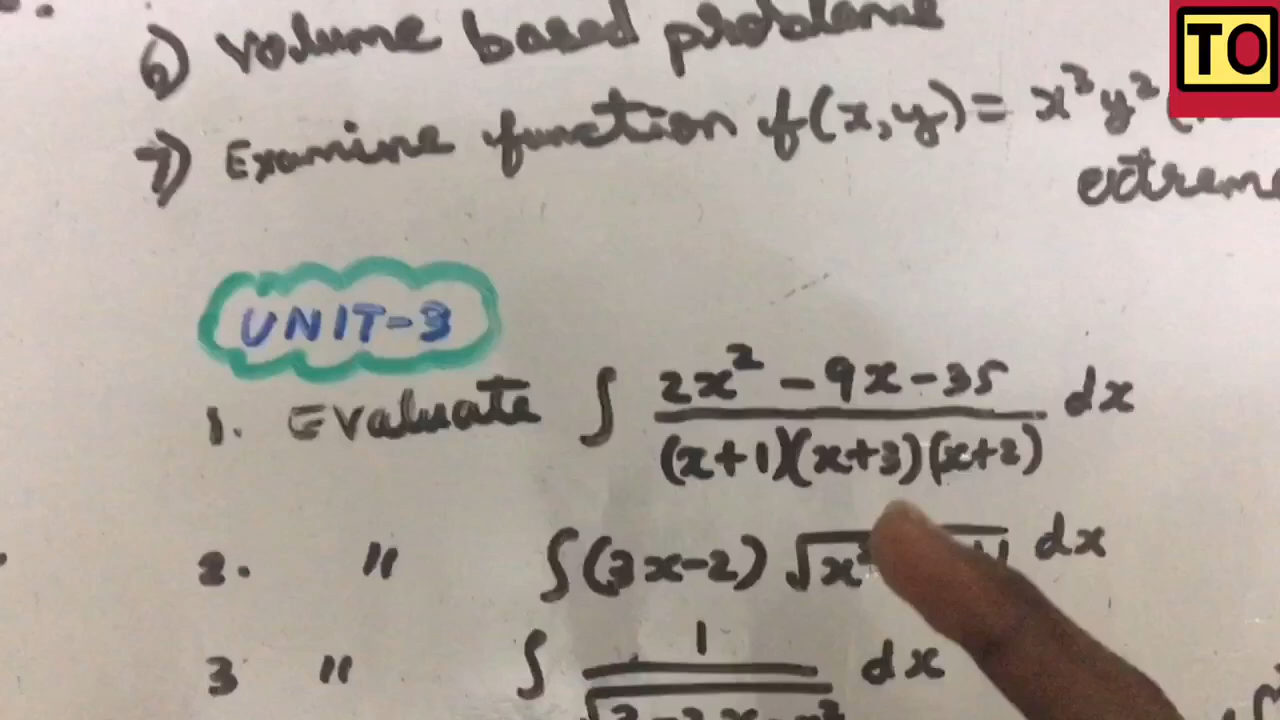 6) Volume based problems
7) Examine function f(x,y) = x³y²
TO
UNIT-3
1. Evaluate ∫ (2x² - 9x - 35)/((x+1)(x+3)(x+2)) dx
2. " ∫(3x-2) √x² dx
3 " ∫ 1/√ dx